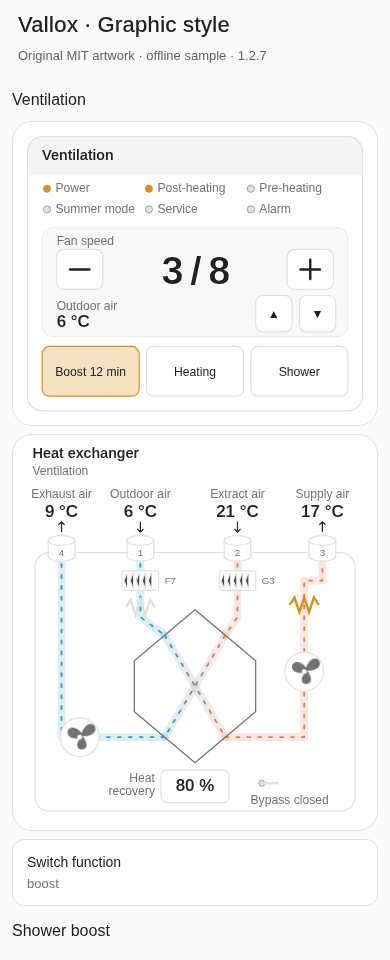 Vallox · Graphic style
Original MIT artwork · offline sample · 1.2.7
Ventilation
Ventilation
Power Post-heating Pre-heating
Summer mode Service Alarm
Fan speed
3 / 8
Outdoor air
6 °C
▲ ▼
Boost 12 min Heating Shower
Heat exchanger
Ventilation
Exhaust air Outdoor air Extract air Supply air
9 °C 6 °C 21 °C 17 °C
↑ ↓ ↓ ↑
4 1 2 3
F7 G3
Heat
recovery
80 %
Bypass closed
Switch function
boost
Shower boost